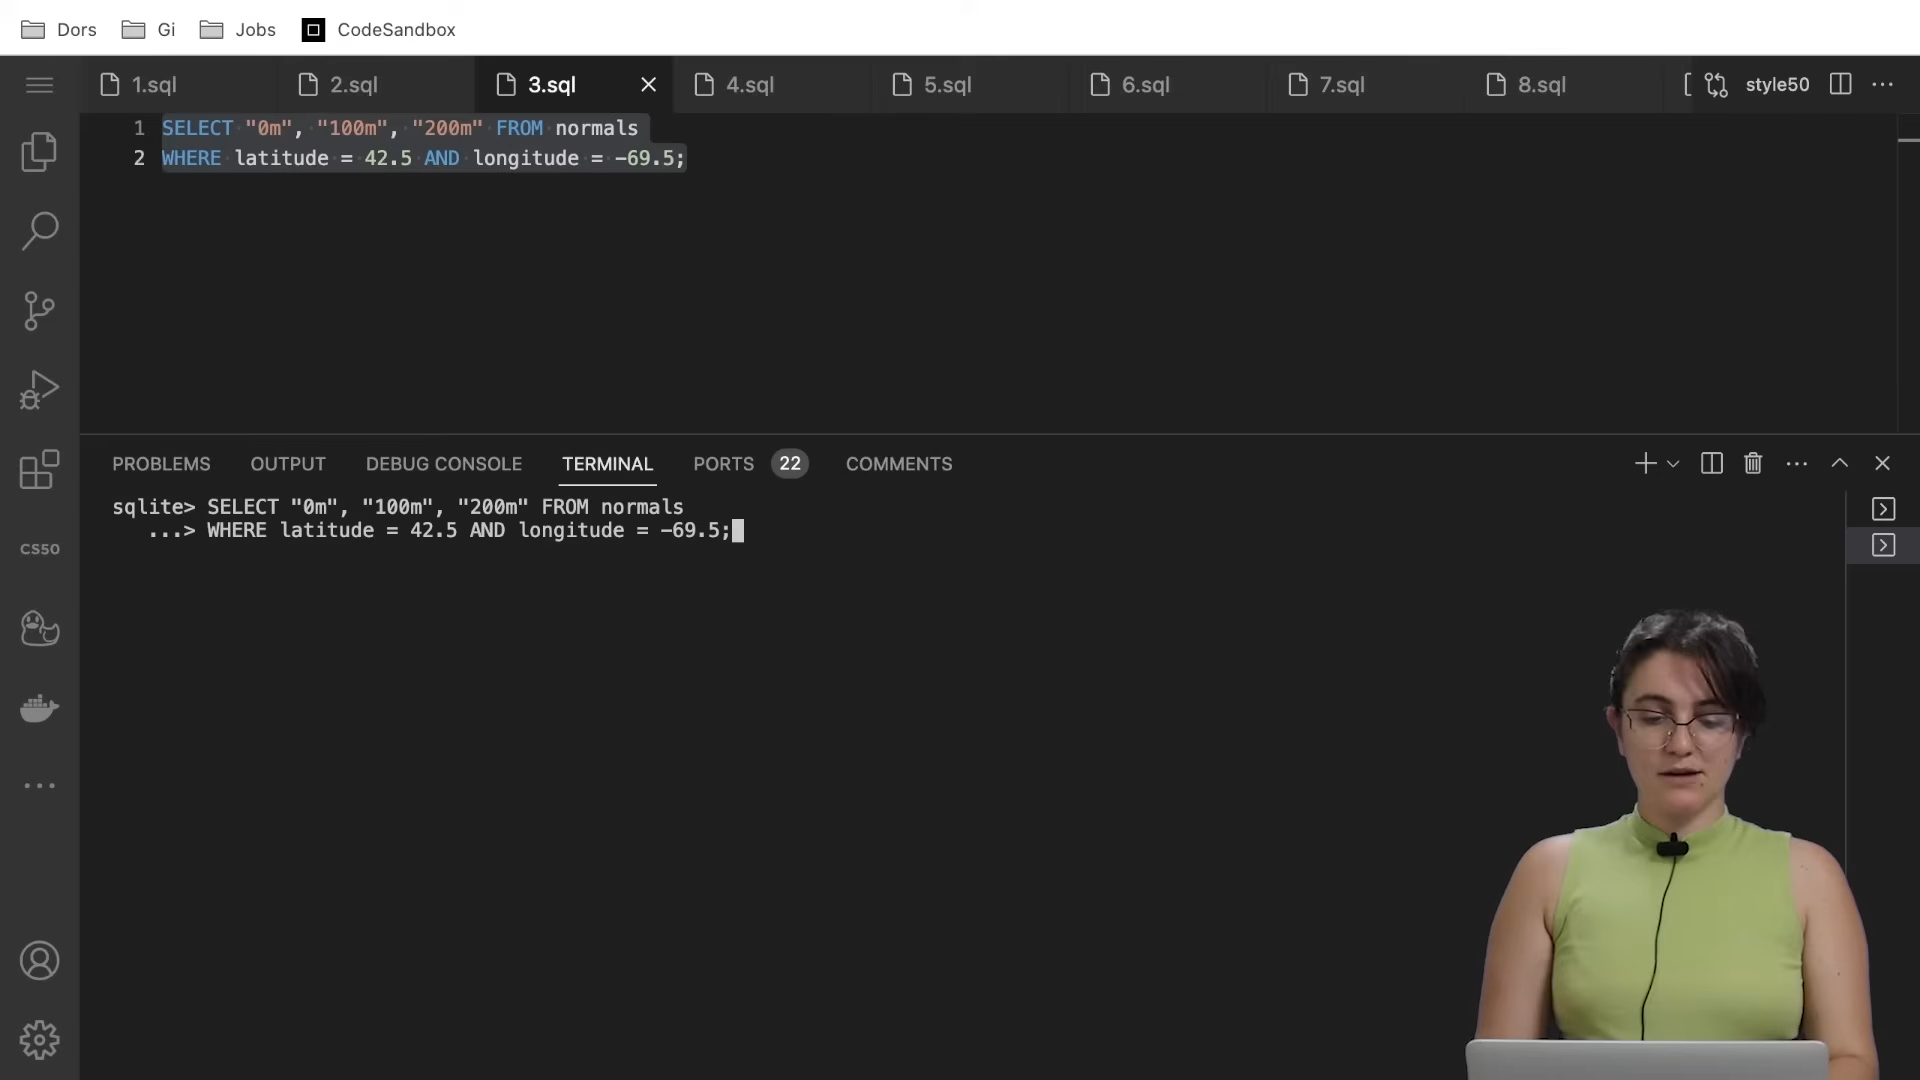 Dors Gi Jobs CodeSandbox
1.sql 2.sql 3.sql 4.sql 5.sql 6.sql 7.sql 8.sql style50
1 SELECT "0m", "100m", "200m" FROM normals
2 WHERE latitude = 42.5 AND longitude = -69.5;
PROBLEMS OUTPUT DEBUG CONSOLE TERMINAL PORTS 22 COMMENTS
sqlite> SELECT "0m", "100m", "200m" FROM normals
...> WHERE latitude = 42.5 AND longitude = -69.5;
CS50